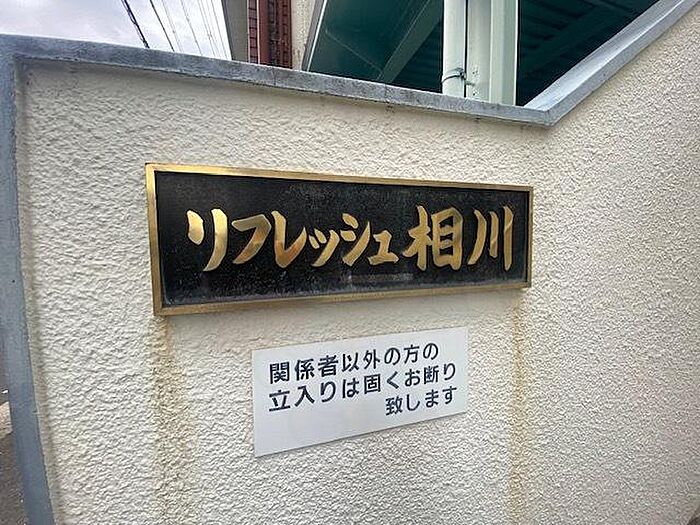 リフレッシュ相川
関係者以外の方の
立入りは固くお断り
致します